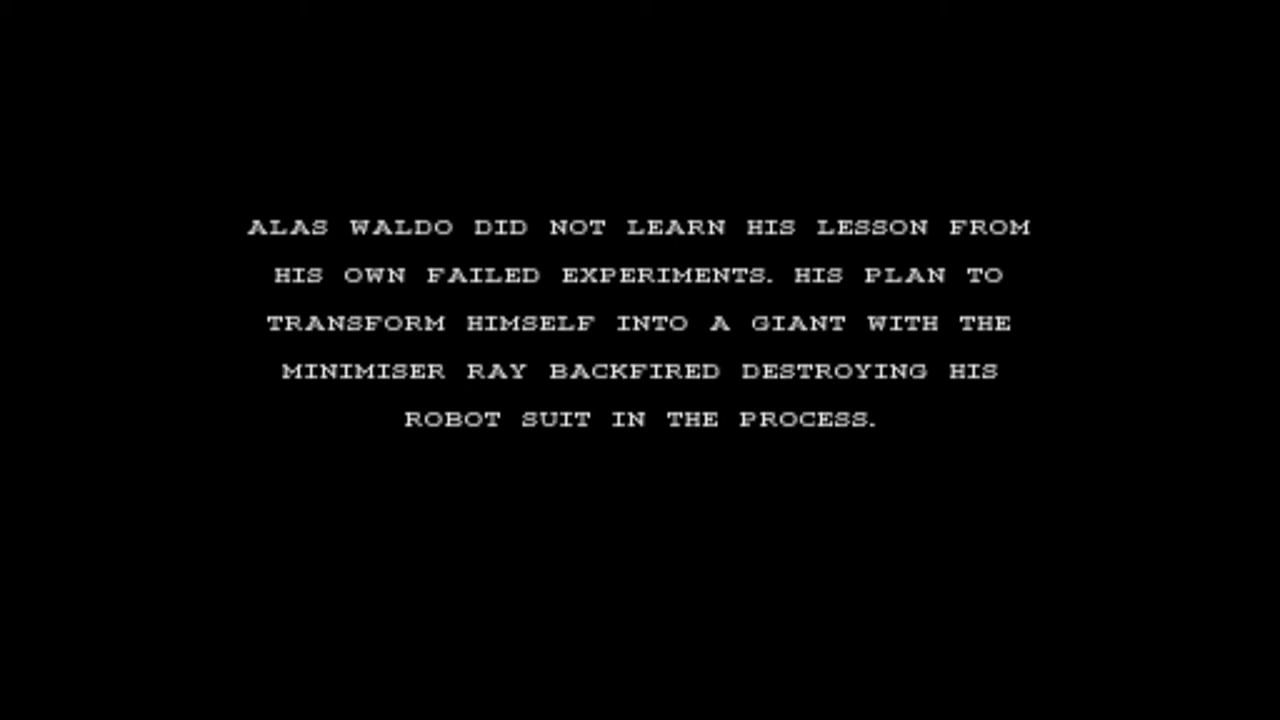 ALAS WALDO DID NOT LEARN HIS LESSON FROM
HIS OWN FAILED EXPERIMENTS. HIS PLAN TO
TRANSFORM HIMSELF INTO A GIANT WITH THE
MINIMISER RAY BACKFIRED DESTROYING HIS
ROBOT SUIT IN THE PROCESS.